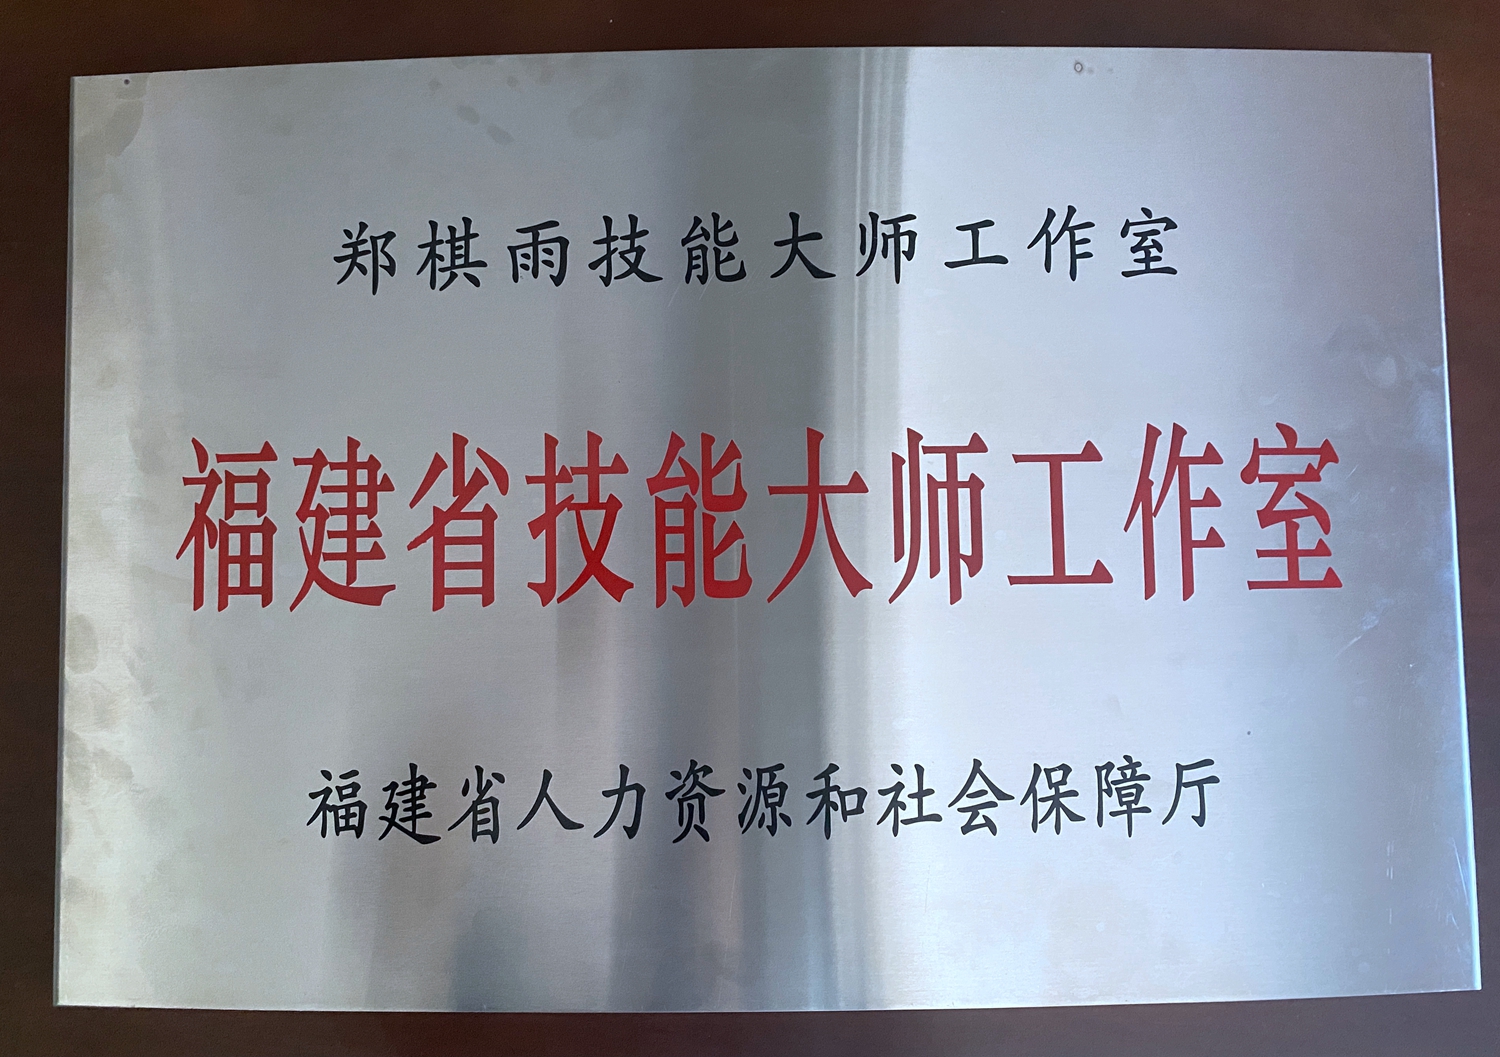 郑棋雨技能大师工作室
福建省技能大师工作室
福建省人力资源和社会保障厅